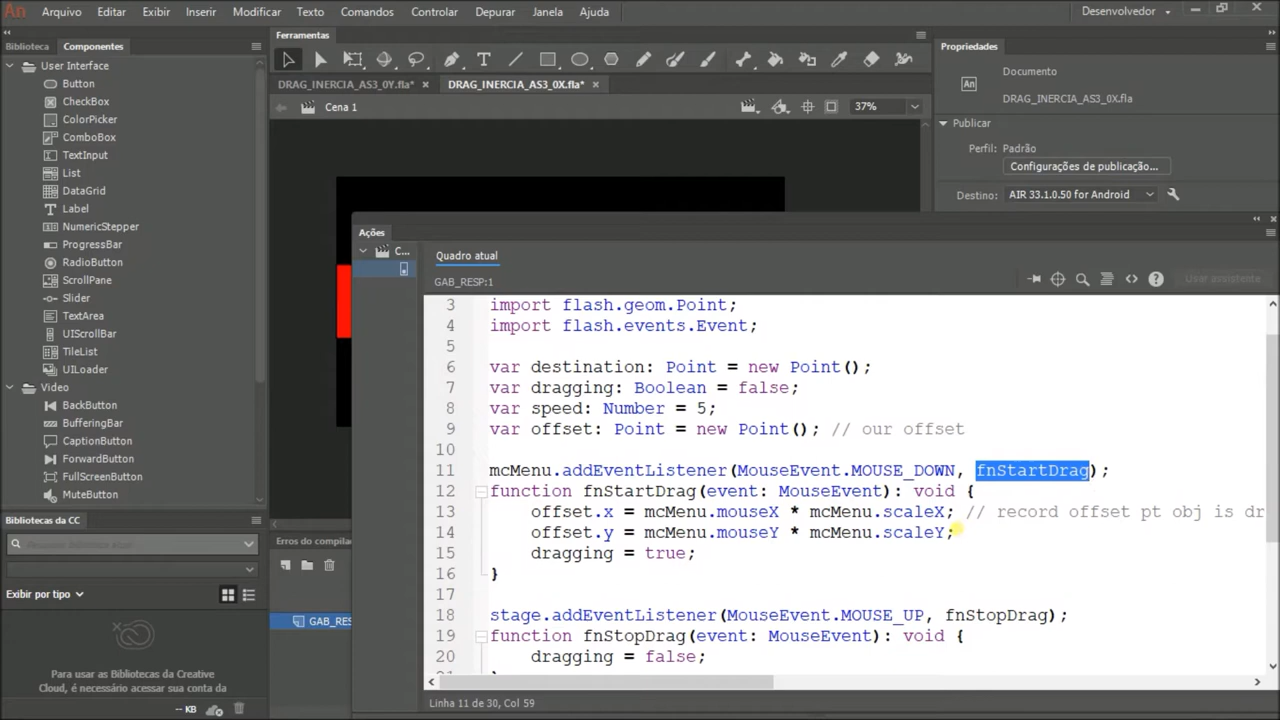 An Arquivo Editar Exibir Inserir Modificar Texto Comandos Controlar Depurar Janela Ajuda Desenvolvedor
Biblioteca Componentes
User Interface
Button
CheckBox
ColorPicker
ComboBox
TextInput
List
DataGrid
Label
NumericStepper
ProgressBar
RadioButton
ScrollPane
Slider
TextArea
UIScrollBar
TileList
UILoader
Video
BackButton
BufferingBar
CaptionButton
ForwardButton
FullScreenButton
MuteButton
Bibliotecas da CC
Exibir por tipo
Para usar as Bibliotecas da Creative
Cloud, é necessário acessar sua conta da
-- KB
Ferramentas
DRAG_INERCIA_AS3_0Y.fla* × DRAG_INERCIA_AS3_0X.fla* ×
Cena 1 37%
Erros do compila
GAB_RES
Propriedades
Documento
An DRAG_INERCIA_AS3_0X.fla
Publicar
Perfil: Padrão
Configurações de publicação...
Destino: AIR 33.1.0.50 for Android
Ações
C...
Quadro atual
GAB_RESP:1 Usar assistente
3 import flash.geom.Point;
4 import flash.events.Event;
5
6 var destination: Point = new Point();
7 var dragging: Boolean = false;
8 var speed: Number = 5;
9 var offset: Point = new Point(); // our offset
10
11 mcMenu.addEventListener(MouseEvent.MOUSE_DOWN, fnStartDrag);
12 function fnStartDrag(event: MouseEvent): void {
13 offset.x = mcMenu.mouseX * mcMenu.scaleX; // record offset pt obj is dr
14 offset.y = mcMenu.mouseY * mcMenu.scaleY;
15 dragging = true;
16 }
17
18 stage.addEventListener(MouseEvent.MOUSE_UP, fnStopDrag);
19 function fnStopDrag(event: MouseEvent): void {
20 dragging = false;
Linha 11 de 30, Col 59